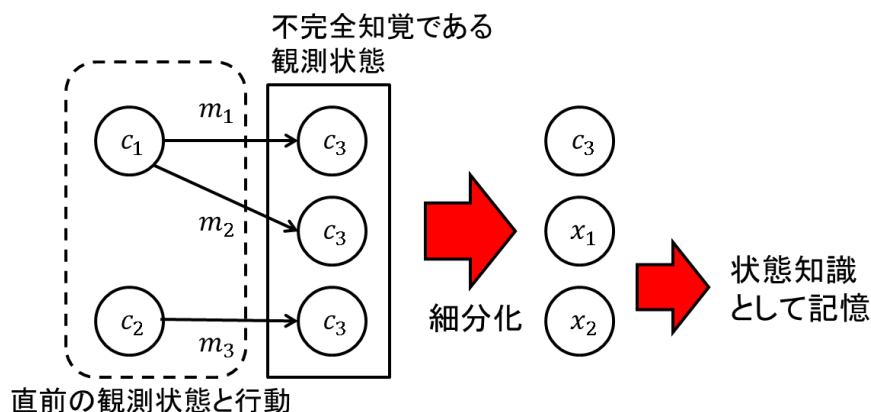 不完全知覚である
観測状態
c₁
m₁
c₃
c₃
m₂
c₃
x₁
c₂
m₃
c₃
x₂
細分化
状態知識
として記憶
直前の観測状態と行動